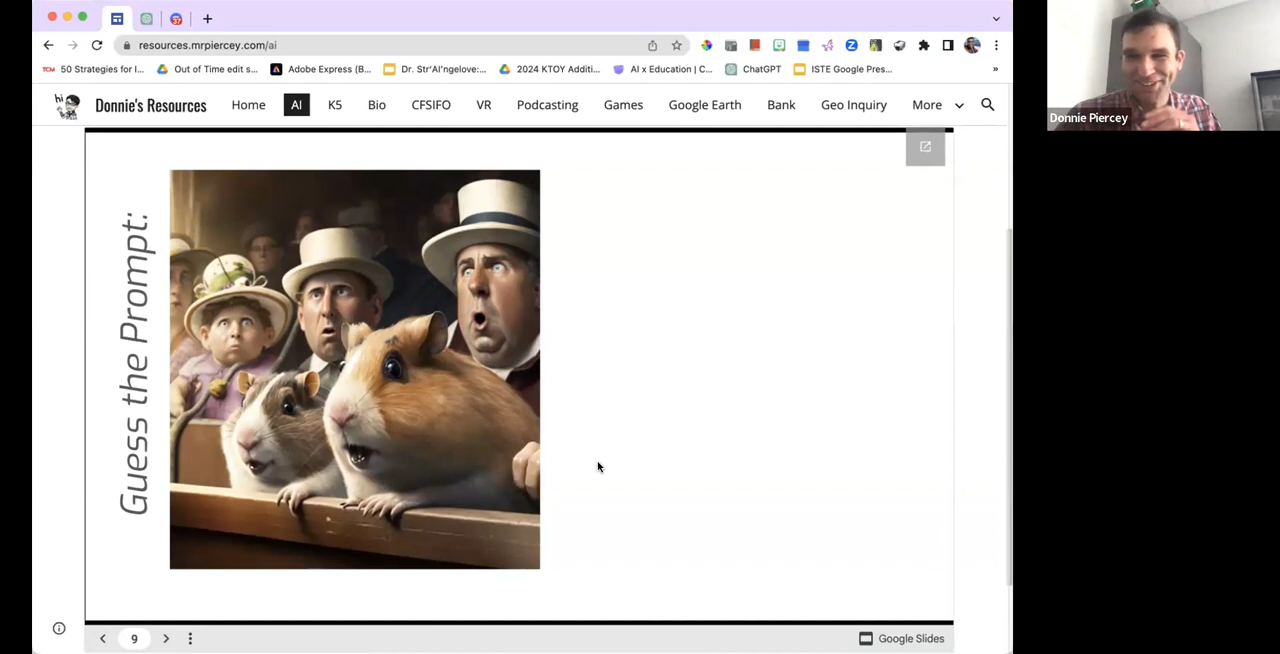 resources.mrpiercey.com/ai
50 Strategies for I...
Out of Time edit s...
Adobe Express (B...
Dr. Str'AI'ngelove:...
2024 KTOY Additi...
AI x Education | C...
ChatGPT
ISTE Google Pres...
»
hi
Donnie's Resources
Home
AI
K5
Bio
CFSIFO
VR
Podcasting
Games
Google Earth
Bank
Geo Inquiry
More
Guess the Prompt:
9
Google Slides
Donnie Piercey